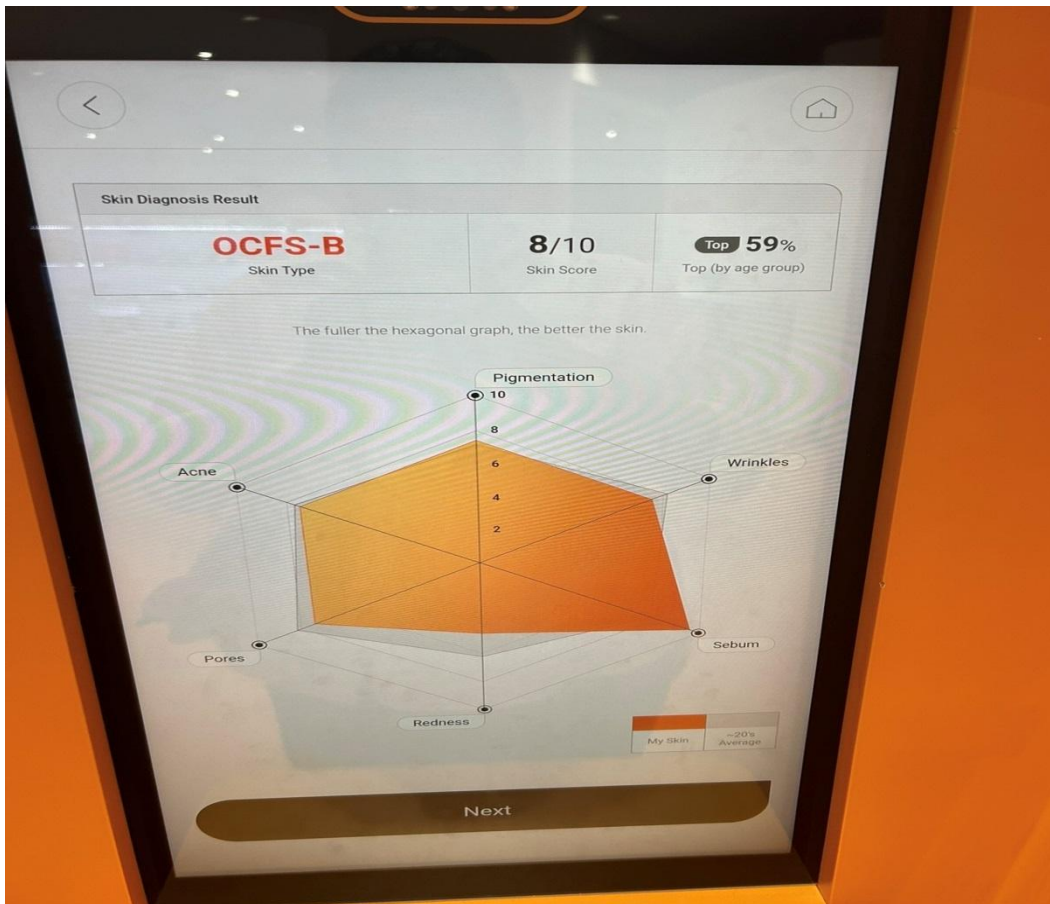 Skin Diagnosis Result
OCFS-B
Skin Type
8/10
Skin Score
Top 59%
Top (by age group)
The fuller the hexagonal graph, the better the skin.
Pigmentation
10
8
6
4
2
Acne
Wrinkles
Pores
Sebum
Redness
My Skin
~20's
Average
Next